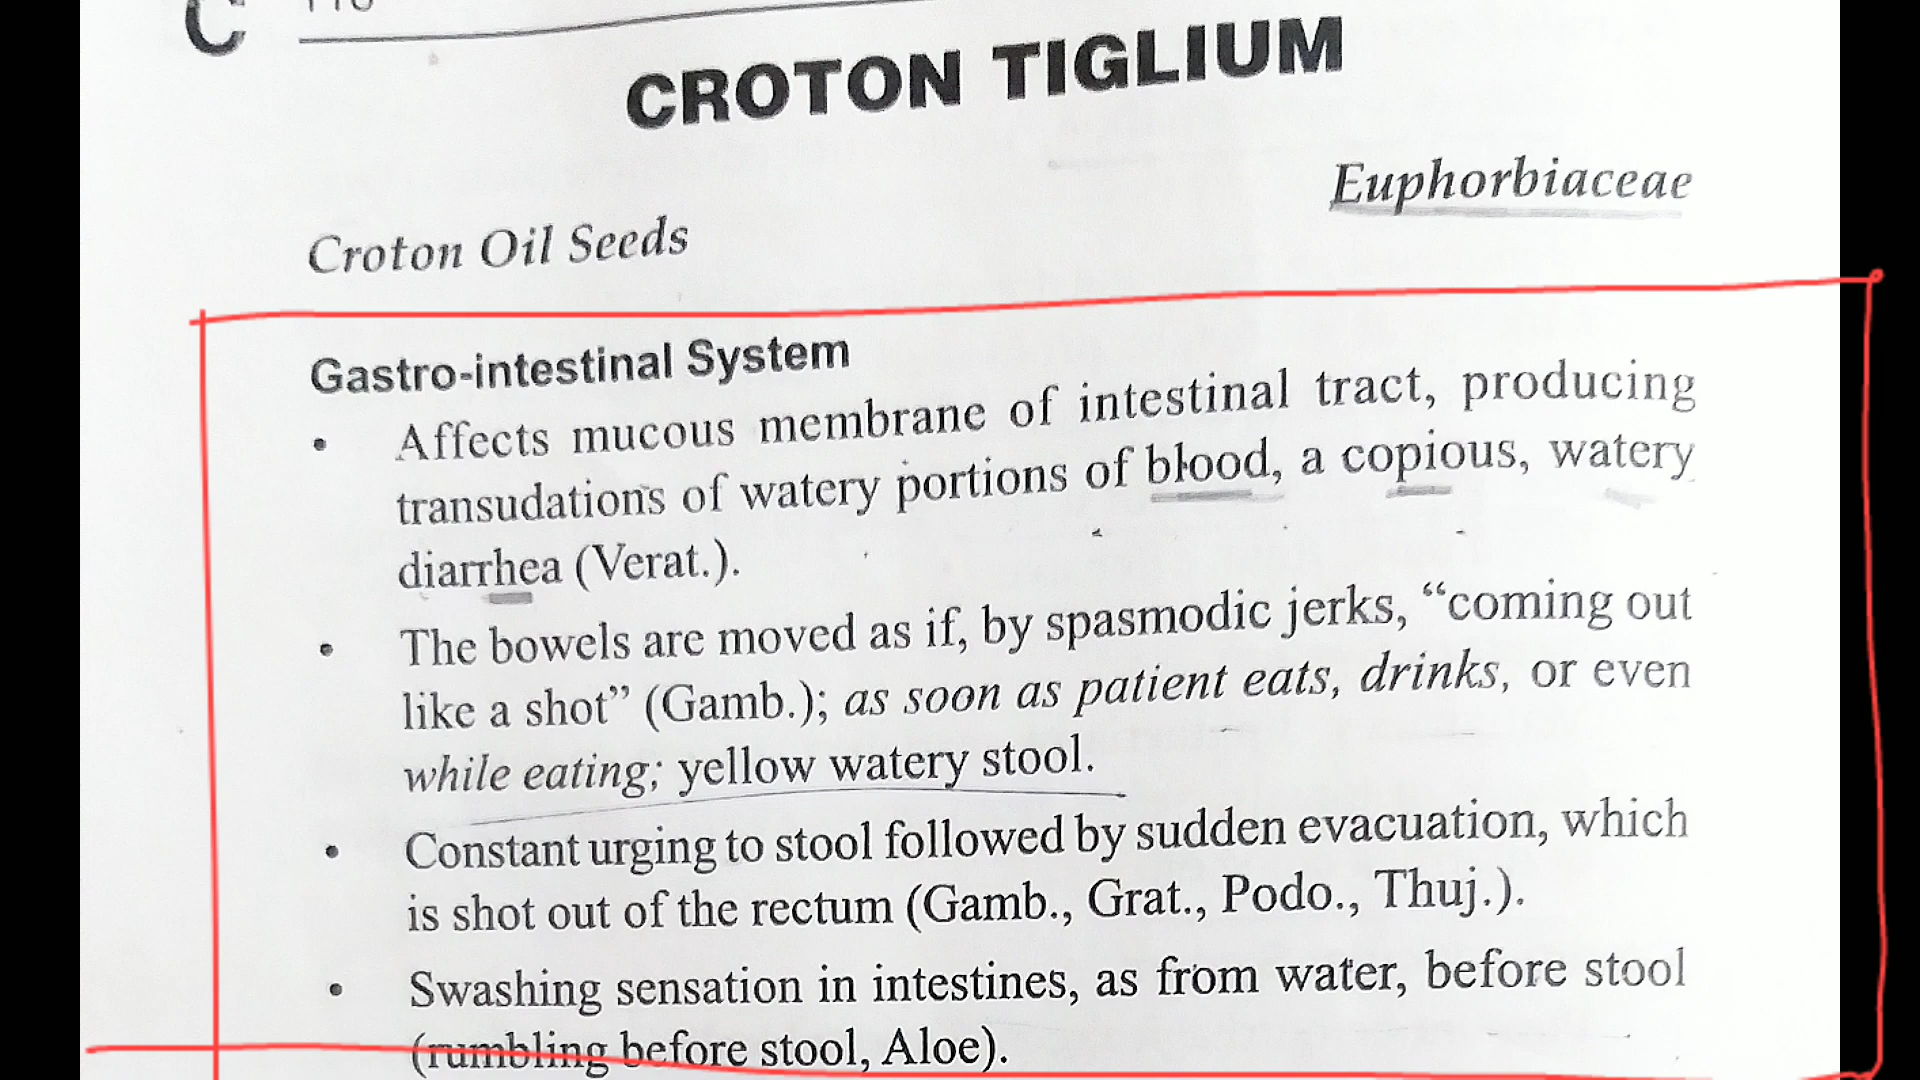 C
CROTON TIGLIUM
Euphorbiaceae
Croton Oil Seeds
Gastro-intestinal System
• Affects mucous membrane of intestinal tract, producing
transudations of watery portions of blood, a copious, watery
diarrhea (Verat.).
• The bowels are moved as if, by spasmodic jerks, “coming out
like a shot” (Gamb.); as soon as patient eats, drinks, or even
while eating; yellow watery stool.
• Constant urging to stool followed by sudden evacuation, which
is shot out of the rectum (Gamb., Grat., Podo., Thuj.).
• Swashing sensation in intestines, as from water, before stool
(rumbling before stool, Aloe).